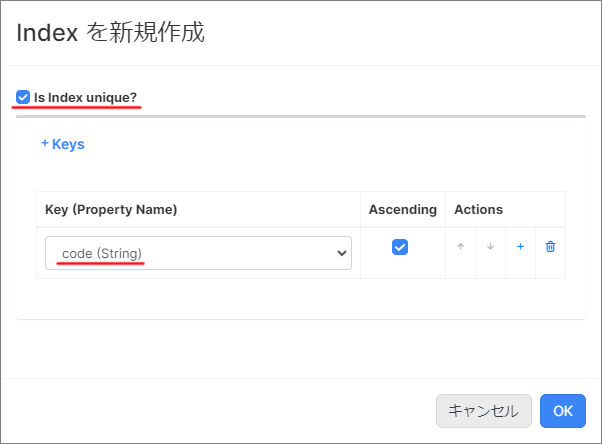 Index を新規作成
Is Index unique?
+ Keys
Key (Property Name) Ascending Actions
code (String)
キャンセル OK